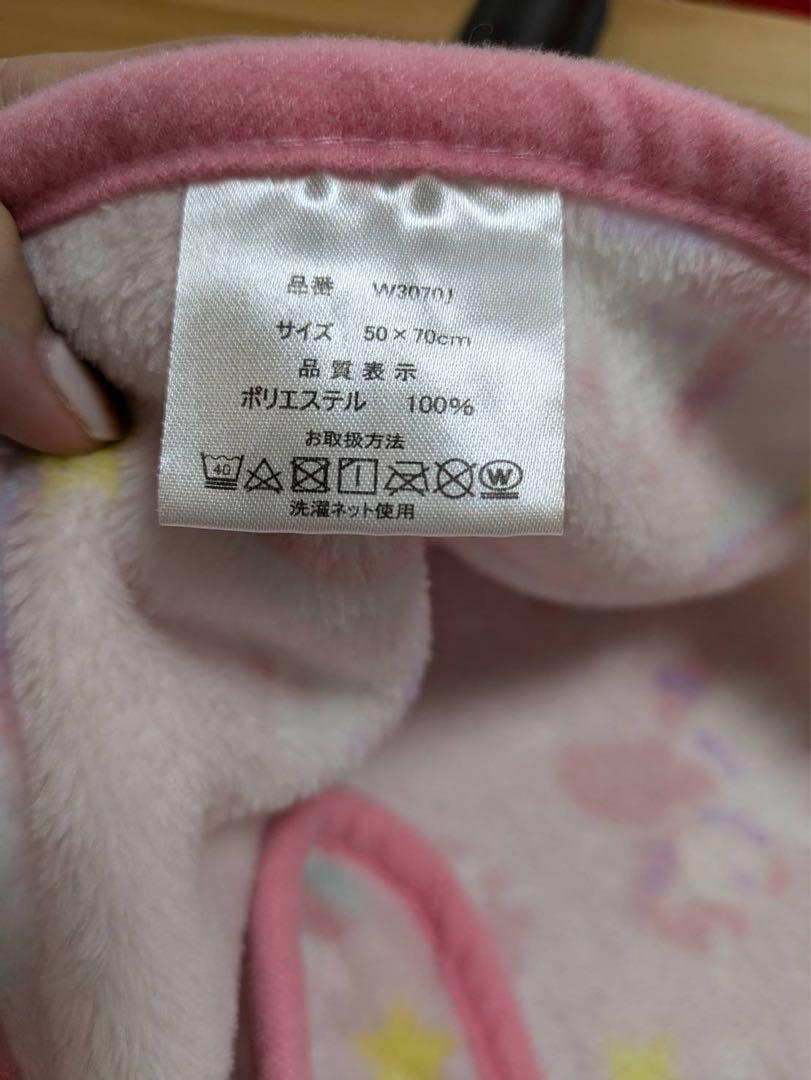 品番 W3070J
サイズ 50×70cm
品質表示
ポリエステル 100%
お取扱方法
40 W
洗濯ネット使用